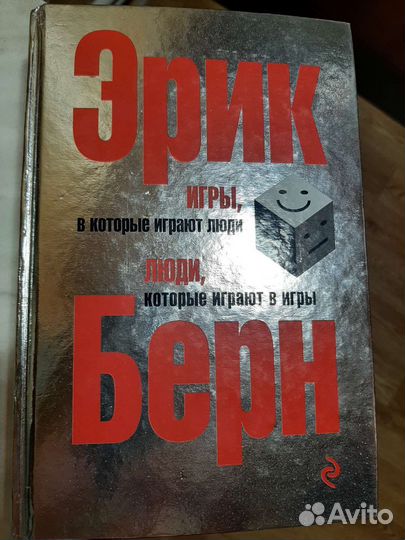 Эрик
ИГРЫ,
в которые играют люди
ЛЮДИ,
которые играют в игры
Берн
Avito